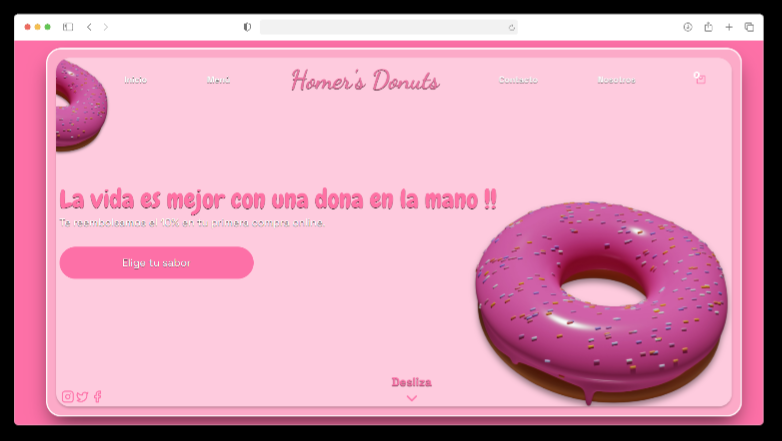 Inicio
Menú
Homer's Donuts
Contacto
Nosotros
0
La vida es mejor con una dona en la mano !!
Te reembolsamos el 10% en tu primera compra online.
Elige tu sabor
Desliza